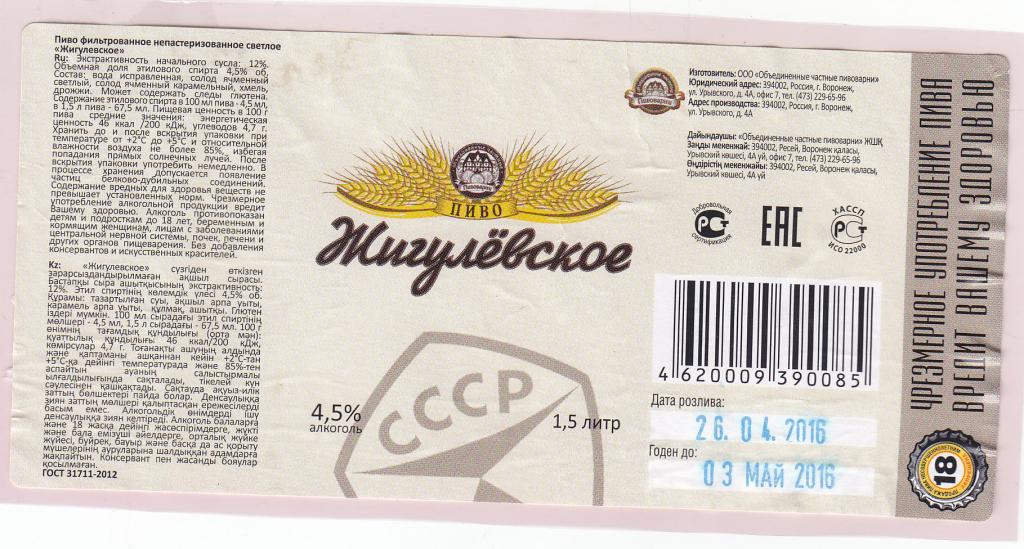 Пиво фильтрованное непастеризованное светлое
«Жигулевское»
Ru: Экстрактивность начального сусла: 12%.
Объемная доля этилового спирта 4,5% об.
Состав: вода исправленная, солод ячменный
светлый, солод ячменный карамельный, хмель,
дрожжи. Может содержать следы глютена.
Содержание этилового спирта в 100 мл пива - 4,5 мл,
в 1,5 л пива - 67,5 мл. Пищевая ценность в 100 г
пива средние значения: энергетическая
ценность 46 ккал /200 кДж, углеводов 4,7 г.
Хранить до и после вскрытия упаковки при
температуре от +2°С до +5°С и относительной
влажности воздуха не более 85%, избегая
попадания прямых солнечных лучей. После
вскрытия упаковки употребить немедленно. В
процессе хранения допускается появление
частиц белково-дубильных соединений.
Содержание вредных для здоровья веществ не
превышает установленных норм. Чрезмерное
употребление алкогольной продукции вредит
Вашему здоровью. Алкоголь противопоказан
детям и подросткам до 18 лет, беременным и
кормящим женщинам, лицам с заболеваниями
центральной нервной системы, почек, печени и
других органов пищеварения. Без добавления
консервантов и искусственных красителей.
Kz: «Жигулевское» сүзгіден өткізген
зарарсыздандырылмаған ақшыл сырасы.
Бастапқы сыра ашытқысының экстрактивность:
12%. Этил спиртінің көлемдік үлесі 4,5% об.
Құрамы: тазартылған суы, ақшыл арпа уыты,
карамель арпа уыты, құлмақ, ашытқы. Глютен
іздері мүмкін. 100 мл сырадағы этил спиртінің
мөлшері - 4,5 мл, 1,5 л сырадағы - 67,5 мл. 100 г
өнімнің тағамдық құндылығы (орта мән):
қуаттылық құндылығы 46 ккал/200 кДж,
көмірсулар 4,7 г. Тоғанақты ашуның алдында
және қаптаманы ашқаннан кейін +2°С-тан
+5°С-қа дейінгі температурада және 85%-тен
аспайтын ауаның салыстырмалы
ылғалдылығында сақталады, тікелей күн
сәулесінен қашқақтады. Сақтауда ақуыз-илік
заттың бөлшектері пайда болар. Денсаулыққа
зиян заттың мөлшері қалыптасқан ережесілерді
басым емес. Алкогольдік өнімдерді ішу
денсаулыққа зиян келтіреді. Алкоголь балаларға
және 18 жасқа дейінгі жасөспірімдерге, жүкті
және бала емізуші әйелдерге, орталық жүйке
жүйесі, бүйрек, бауыр және басқа да ас қорыту
мүшелерінің ауруларына шалдыққан адамдарға
жақпайтын. Консервант пен жасанды бояулар
қосылмаған.
ГОСТ 31711-2012
Пивоварни
ПИВО
Жигулёвское
СССР
4,5%
алкоголь
1,5 литр
Пивоварни
Изготовитель: ООО «Объединенные частные пивоварни»
Юридический адрес: 394002, Россия, г. Воронеж,
ул. Урывского, д. 4А, офис 7, тел. (473) 229-65-96
Адрес производства: 394002, Россия, г. Воронеж,
ул. Урывского, д. 4А
Дайындаушы: «Объединенные частные пивоварни» ЖШҚ
Заңды мекенжай: 394002, Ресей, Воронеж қаласы,
Урывский көшесі, 4А үй, офис 7, тел. (473) 229-65-96
Өндірістің мекенжайы: 394002, Ресей, Воронеж қаласы,
Урывский көшесі, 4А үй
Добровольная
РСТ
сертификация
ЕАС
ХАССП
РСТ
ИСО 22000
4 620009 390085
Дата розлива:
26. 04. 2016
Годен до:
03 МАЙ 2016
ЧРЕЗМЕРНОЕ УПОТРЕБЛЕНИЕ ПИВА
ВРЕДИТ ВАШЕМУ ЗДОРОВЬЮ
18